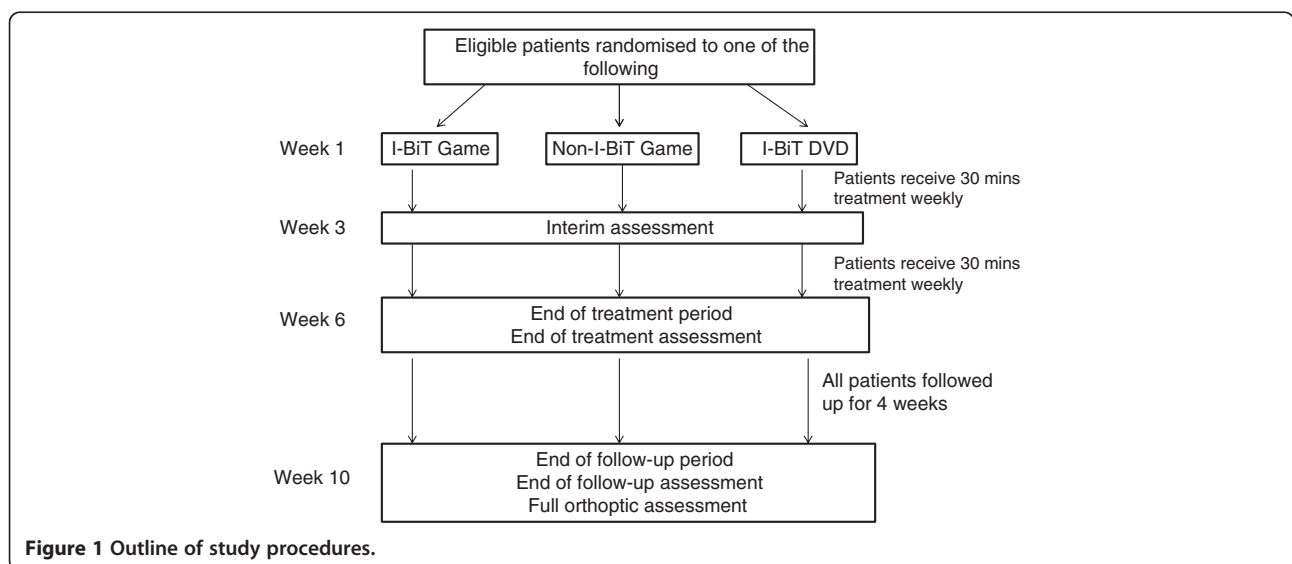 Eligible patients randomised to one of the
following
Week 1
I-BiT Game
Non-I-BiT Game
I-BiT DVD
Patients receive 30 mins
treatment weekly
Week 3
Interim assessment
Patients receive 30 mins
treatment weekly
Week 6
End of treatment period
End of treatment assessment
All patients followed
up for 4 weeks
Week 10
End of follow-up period
End of follow-up assessment
Full orthoptic assessment
Figure 1 Outline of study procedures.